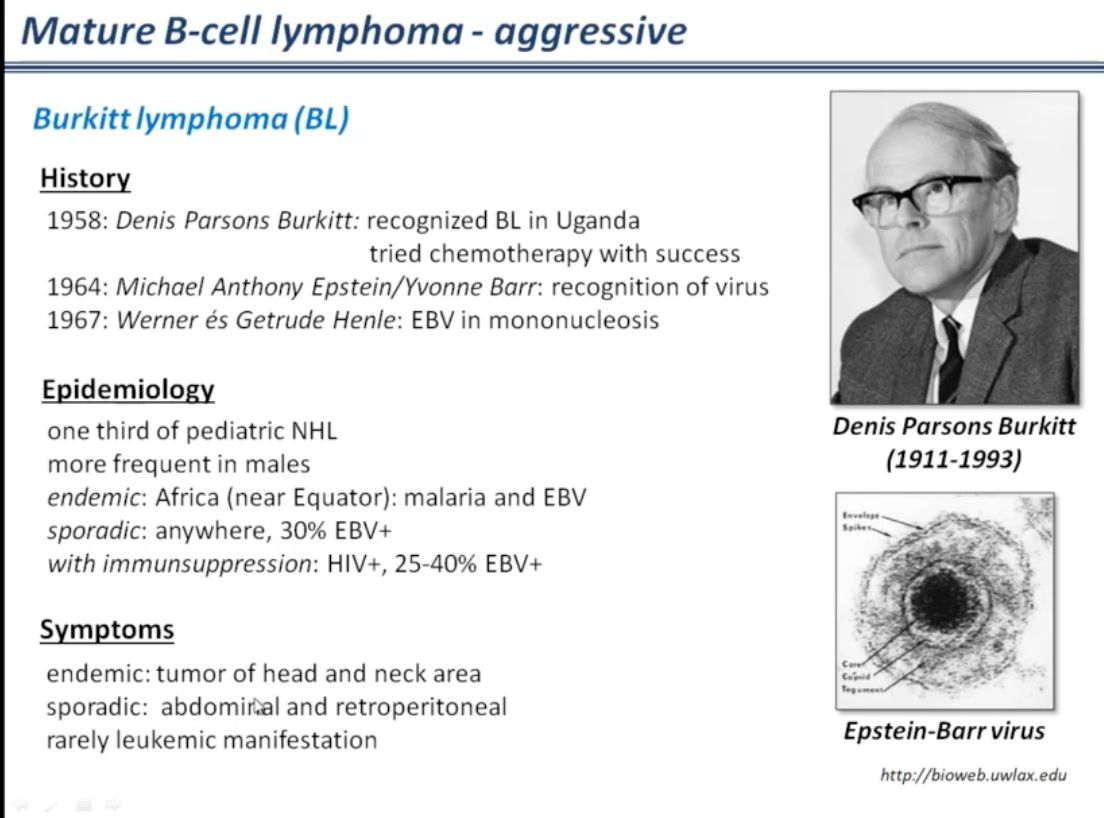 Mature B-cell lymphoma - aggressive
Burkitt lymphoma (BL)
History
1958: Denis Parsons Burkitt: recognized BL in Uganda
tried chemotherapy with success
1964: Michael Anthony Epstein/Yvonne Barr: recognition of virus
1967: Werner és Getrude Henle: EBV in mononucleosis
Epidemiology
one third of pediatric NHL
more frequent in males
endemic: Africa (near Equator): malaria and EBV
sporadic: anywhere, 30% EBV+
with immunsuppression: HIV+, 25-40% EBV+
Symptoms
endemic: tumor of head and neck area
sporadic: abdominal and retroperitoneal
rarely leukemic manifestation
Denis Parsons Burkitt
(1911-1993)
Envelope
Spikes
Core
Capsid
Tegument
Epstein-Barr virus
http://bioweb.uwlax.edu